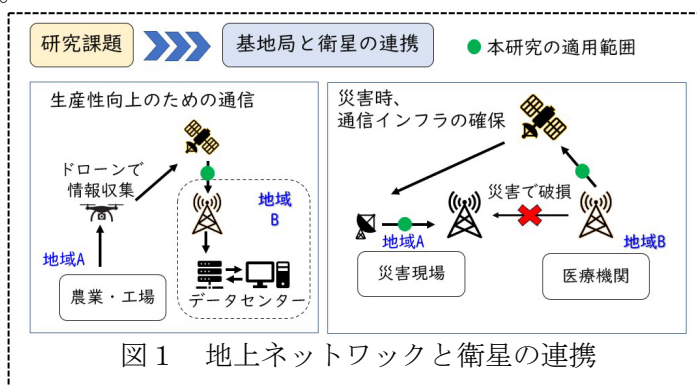 。
研究課題
基地局と衛星の連携
本研究の適用範囲
生産性向上のための通信
ドローンで
情報収集
地域
B
地域A
農業・工場
データセンター
災害時、
通信インフラの確保
災害で破損
地域A
地域B
災害現場
医療機関
図1 地上ネットワックと衛星の連携